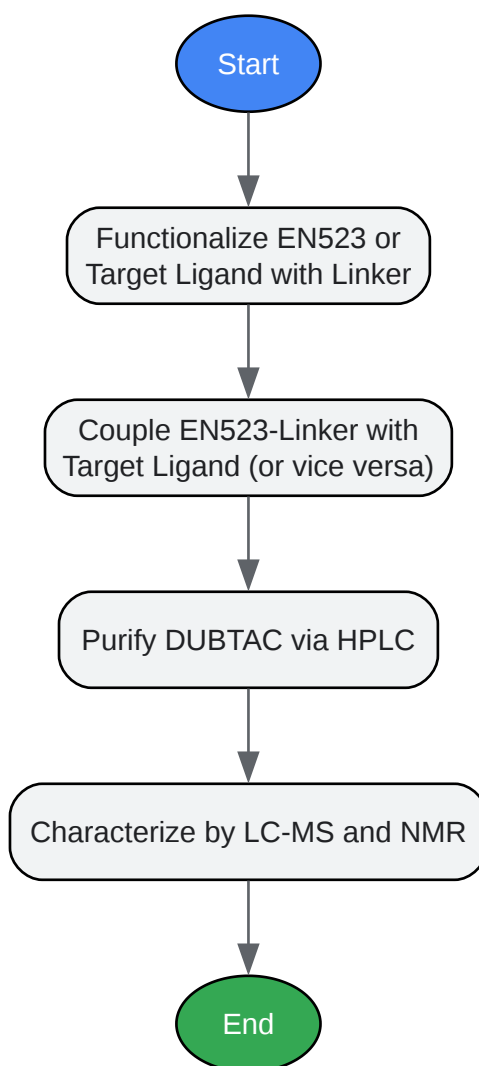 Start
Functionalize EN523 or
Target Ligand with Linker
Couple EN523-Linker with
Target Ligand (or vice versa)
Purify DUBTAC via HPLC
Characterize by LC-MS and NMR
End